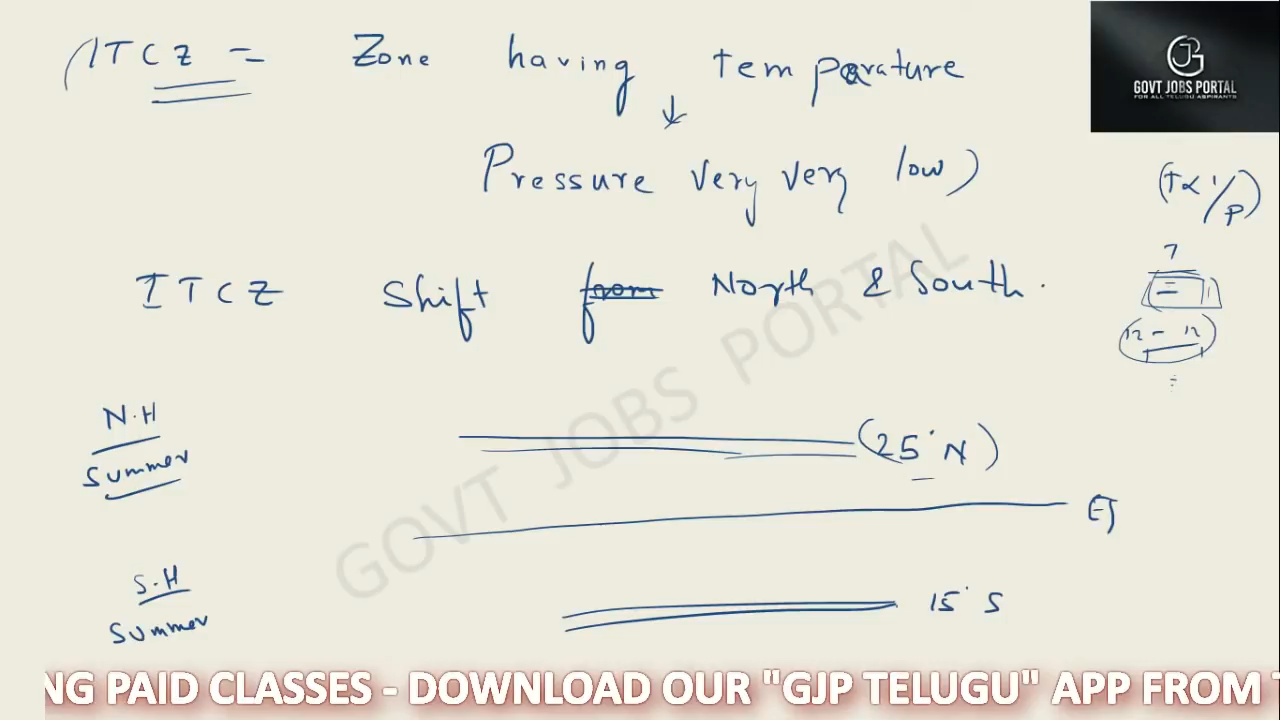 (ITCZ = Zone having temperature
↓
Pressure very very low)
(T ∝ 1/P)
ITCZ Shift from North & South.
12 - 12
N.H
Summer
(25°N)
S.H
Summer
15°S
GOVT JOBS PORTAL
GJP
GOVT JOBS PORTAL
FOR ALL TELUGU ASPIRANTS
NG PAID CLASSES - DOWNLOAD OUR "GJP TELUGU" APP FROM T